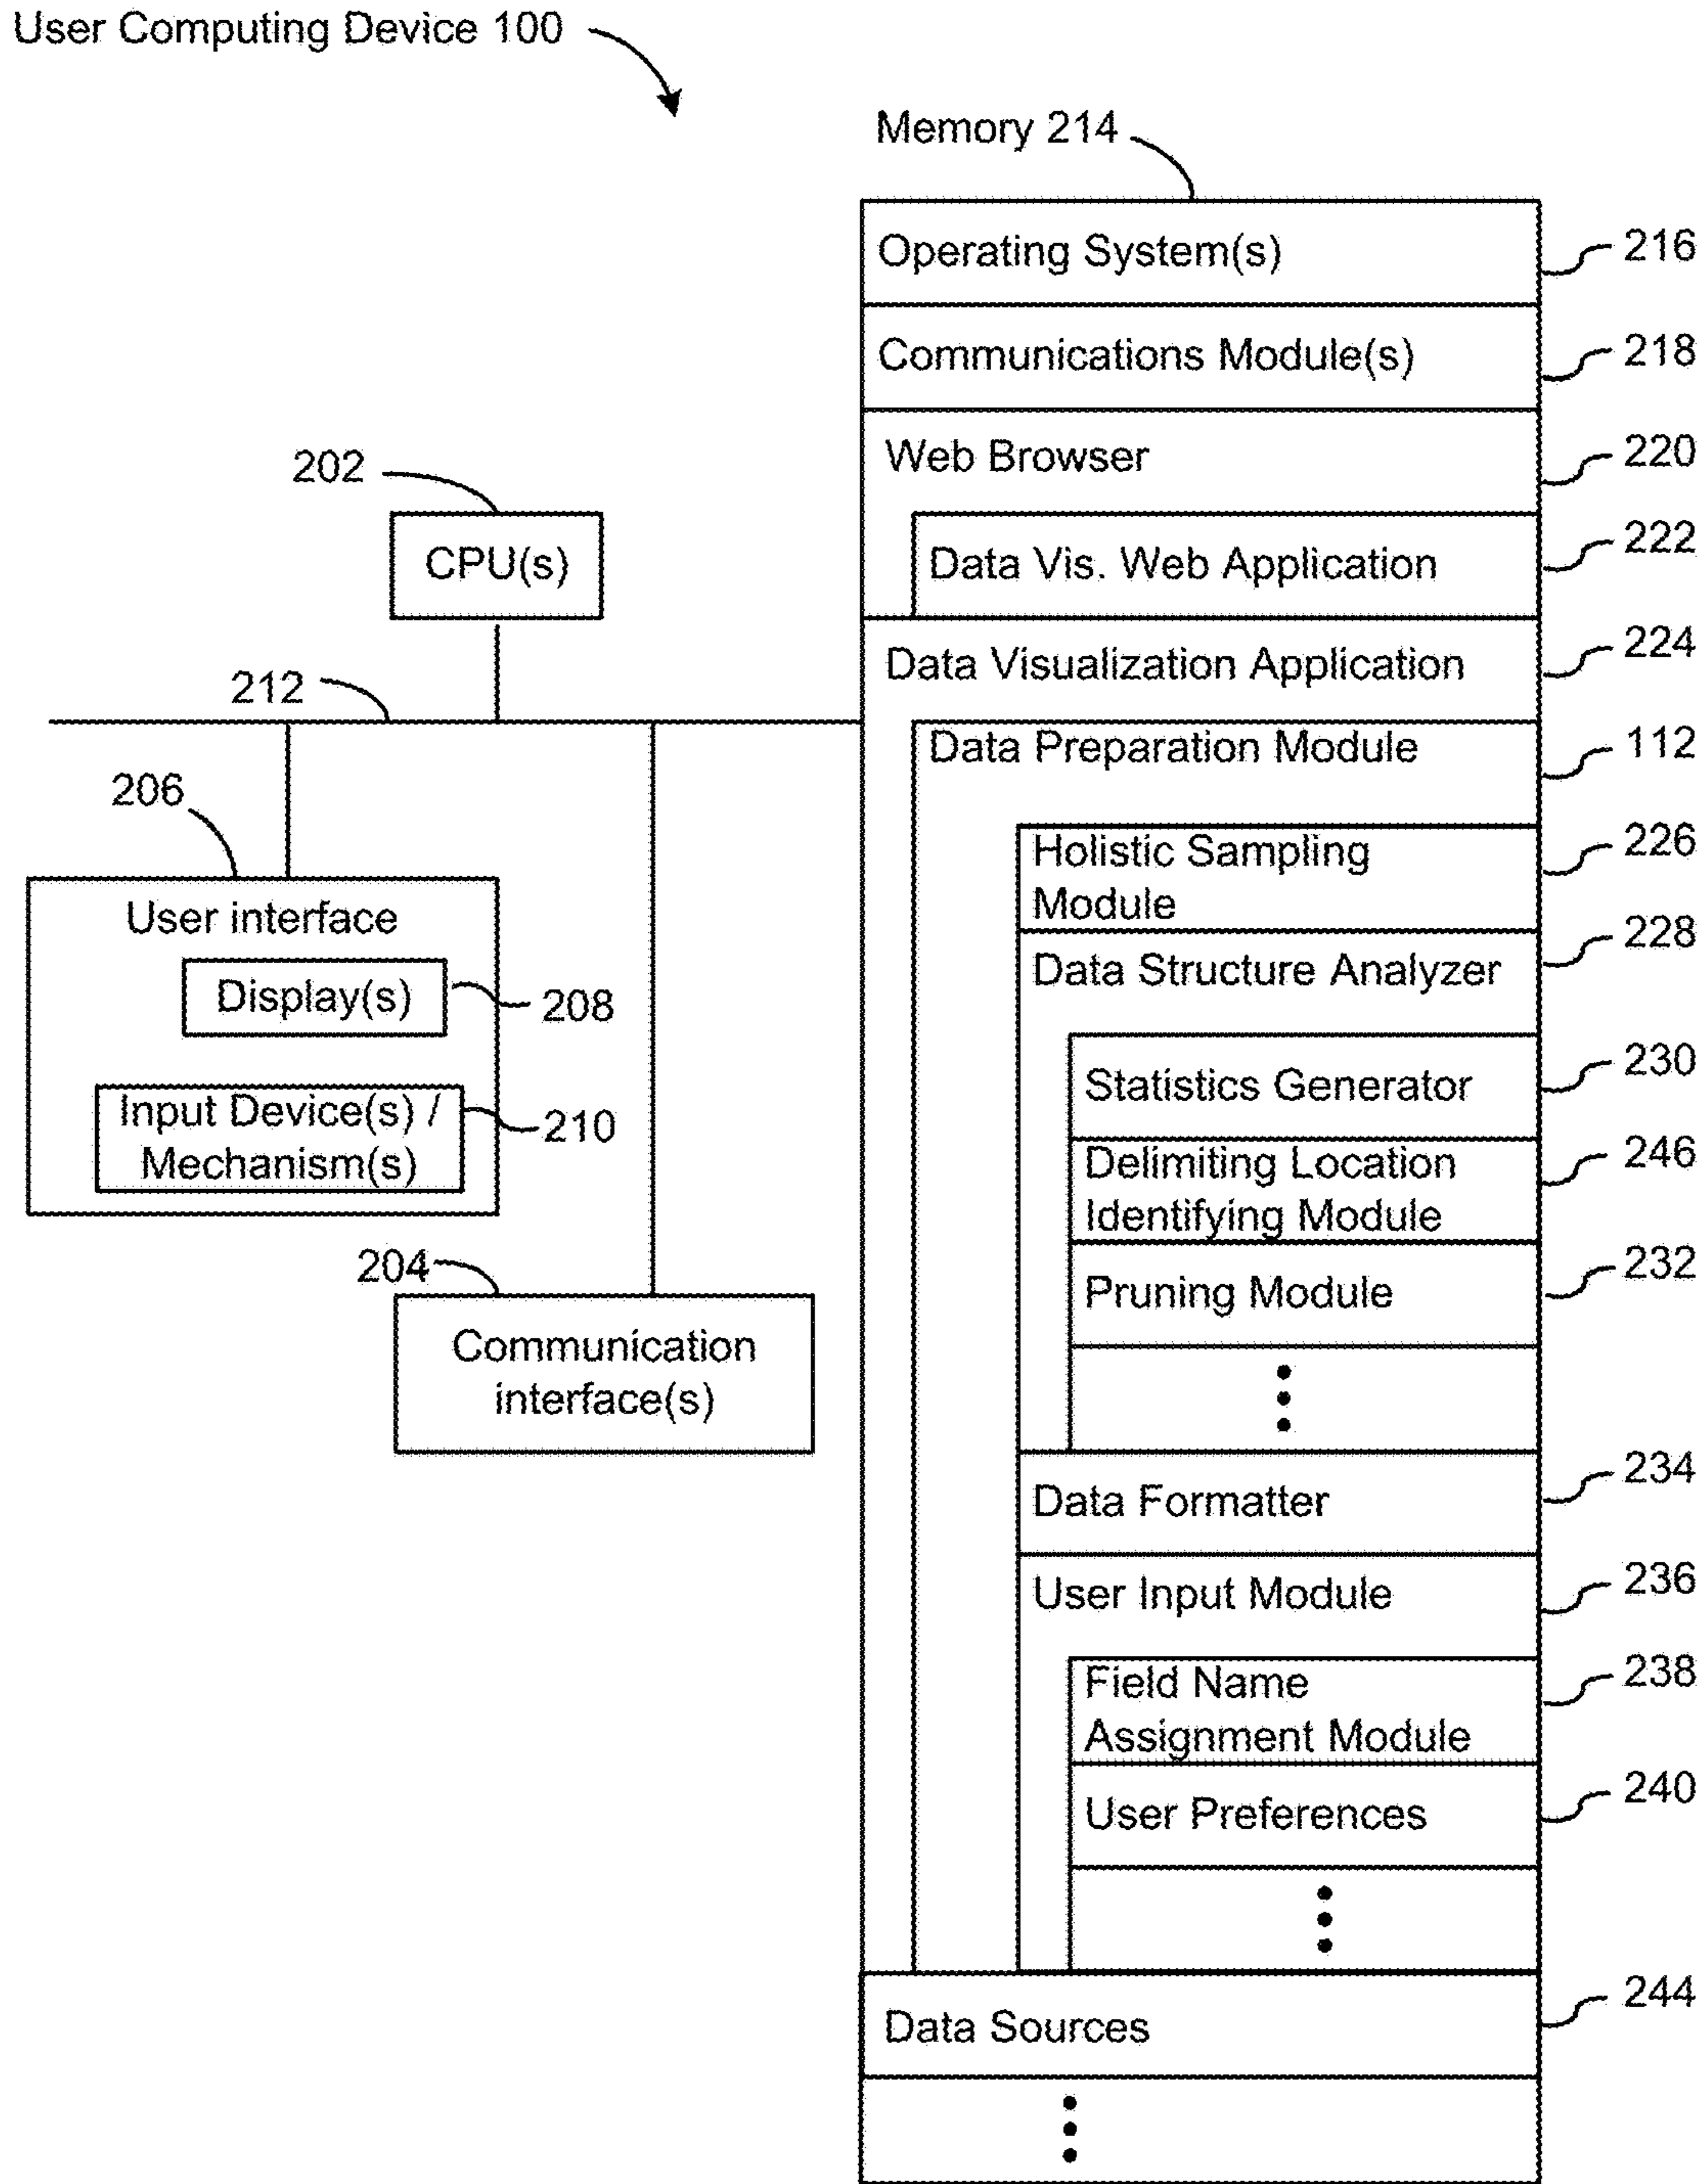 User Computing Device 100
Memory 214
Operating System(s)
216
Communications Module(s)
218
Web Browser
220
Data Vis. Web Application
222
Data Visualization Application
224
Data Preparation Module
112
Holistic Sampling
Module
226
Data Structure Analyzer
228
Statistics Generator
230
Delimiting Location
Identifying Module
246
Pruning Module
232
Data Formatter
234
User Input Module
236
Field Name
Assignment Module
238
User Preferences
240
Data Sources
244
202
CPU(s)
212
206
User interface
Display(s)
208
Input Device(s) /
Mechanism(s)
210
204
Communication
interface(s)